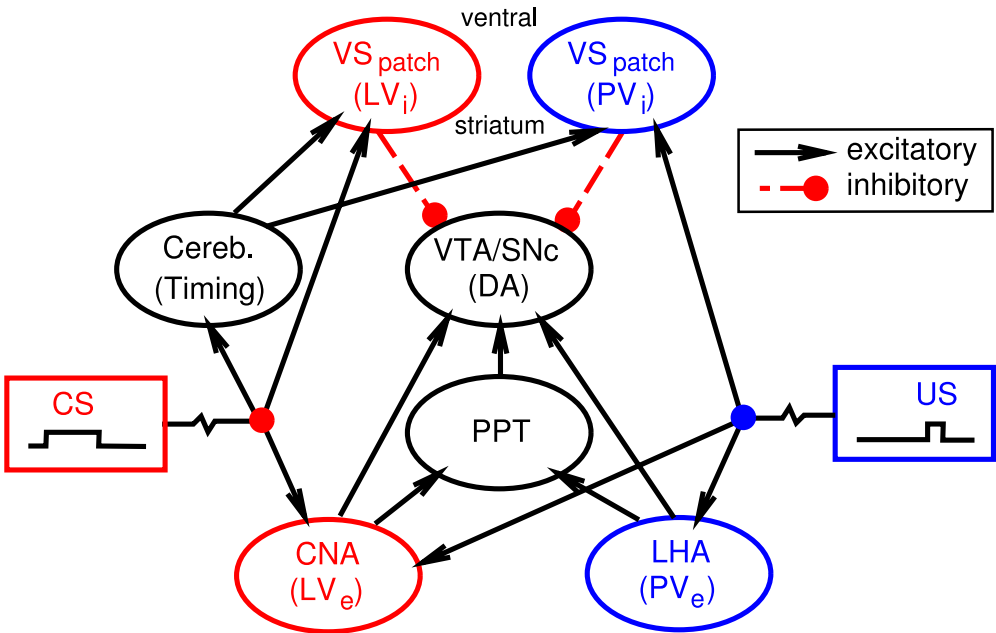 ventral
VS patch
(LVi)
VS patch
(PVi)
striatum
excitatory
inhibitory
Cereb.
(Timing)
VTA/SNc
(DA)
CS
US
PPT
CNA
(LVe)
LHA
(PVe)